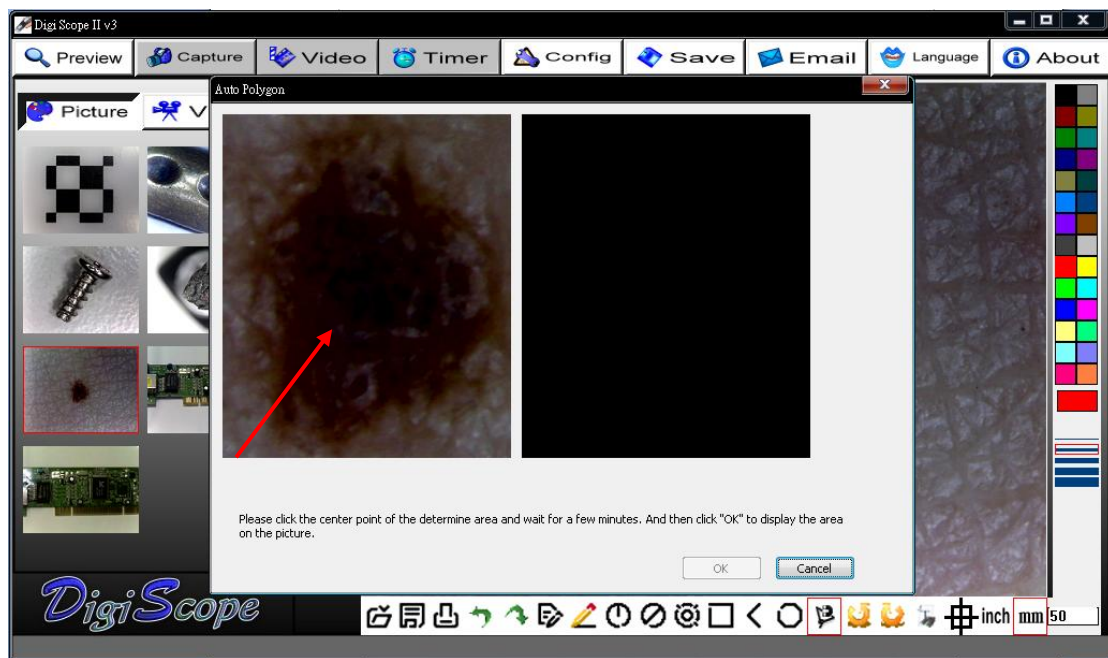 Digi Scope II v3
Preview
Capture
Video
Timer
Config
Save
Email
Language
About
Auto Polygon
Picture
V
Please click the center point of the determine area and wait for a few minutes. And then click "OK" to display the area
on the picture.
OK
Cancel
DigiScope
inch
mm
50